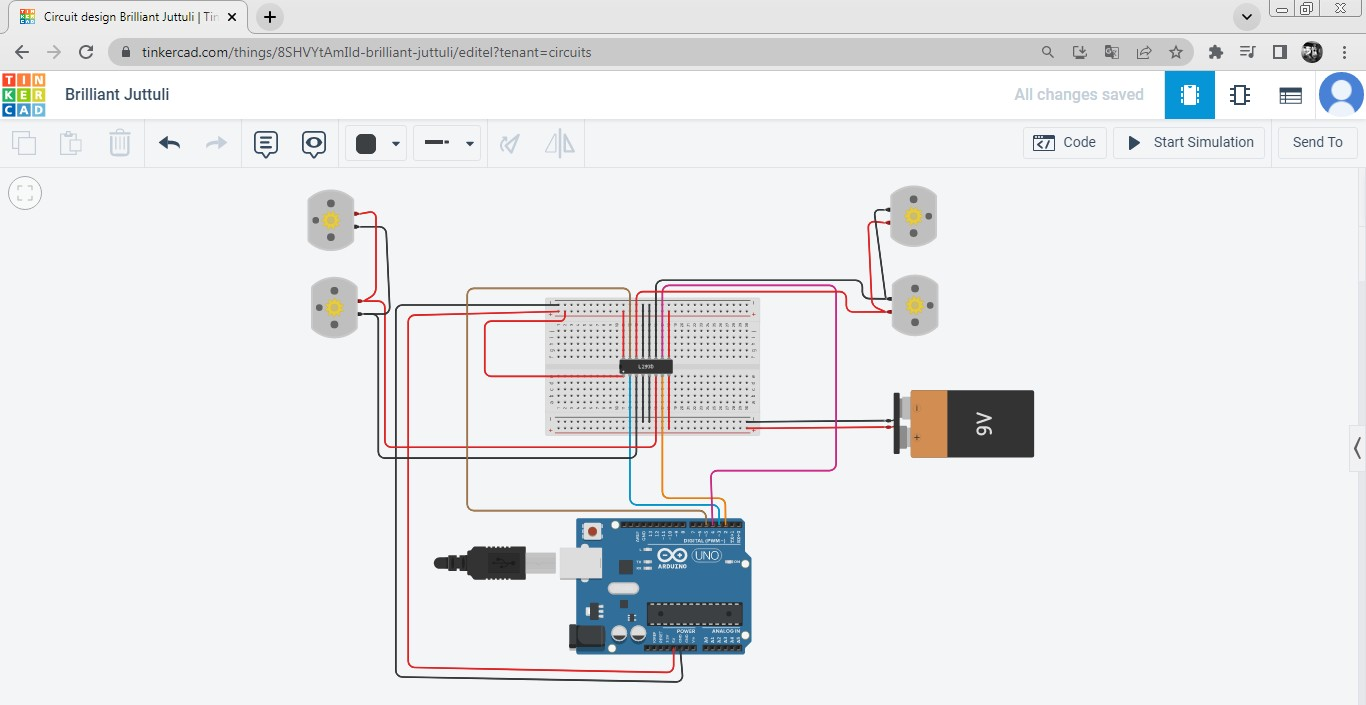 Circuit design Brilliant Juttuli | Tin
tinkercad.com/things/8SHVYtAmIld-brilliant-juttuli/editel?tenant=circuits
TIN
KER
CAD
Brilliant Juttuli
All changes saved
Code
Start Simulation
Send To
L293D
9V
DIGITAL (PWM~)
UNO
ARDUINO
POWER
ANALOG IN